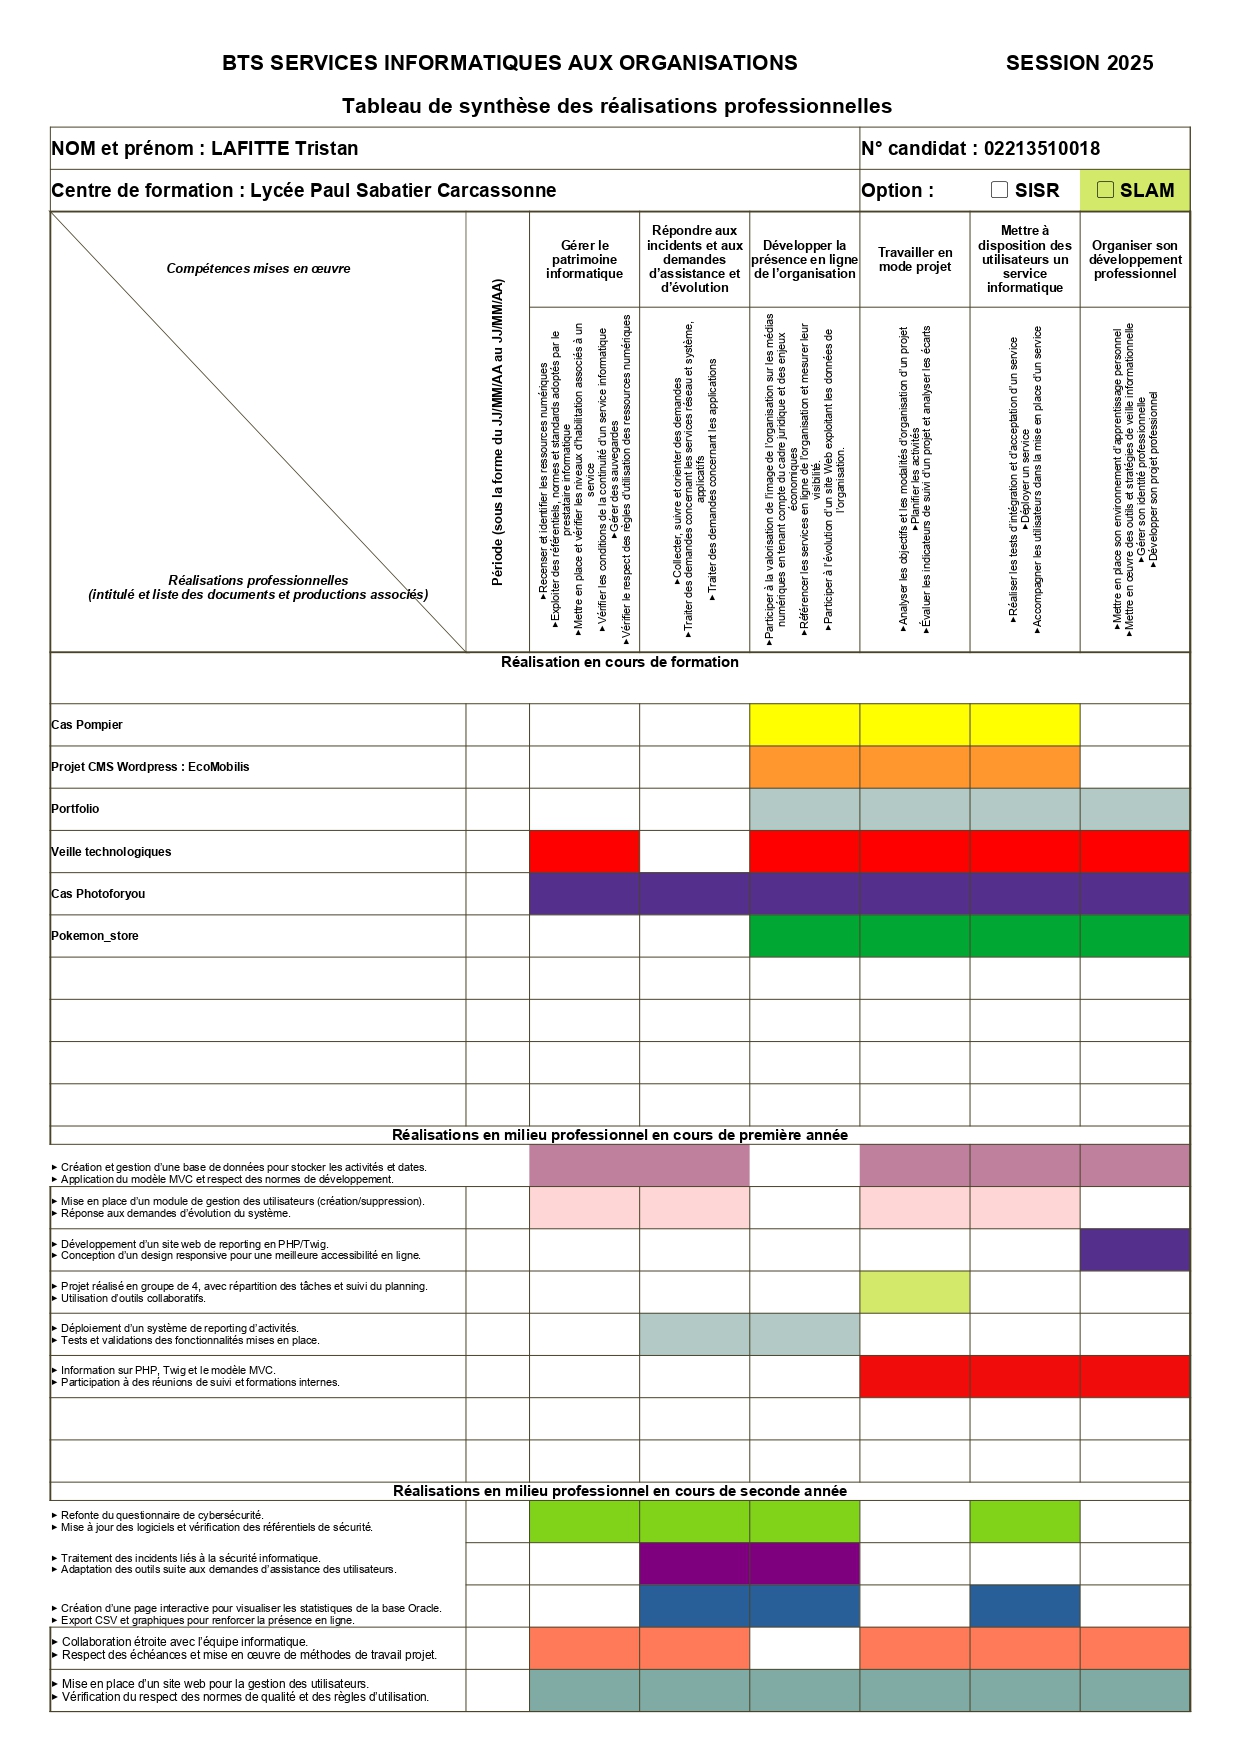 BTS SERVICES INFORMATIQUES AUX ORGANISATIONS SESSION 2025
Tableau de synthèse des réalisations professionnelles
NOM et prénom : LAFITTE Tristan
N° candidat : 02213510018
Centre de formation : Lycée Paul Sabatier Carcassonne
Option : ☐ SISR ☐ SLAM
Compétences mises en œuvre
Réalisations professionnelles
(intitulé et liste des documents et productions associés)
Période (sous la forme du JJ/MM/AA au JJ/MM/AA)
Gérer le
patrimoine
informatique
Répondre aux
incidents et aux
demandes
d'assistance et
d'évolution
Développer la
présence en ligne
de l'organisation
Travailler en
mode projet
Mettre à
disposition des
utilisateurs un
service
informatique
Organiser son
développement
professionnel
►Recenser et identifier les ressources numériques
►Exploiter des référentiels, normes et standards adoptés par le
prestataire informatique
►Mettre en place et vérifier les niveaux d'habilitation associés à un
service
► Vérifier les conditions de la continuité d'un service informatique
►Gérer des sauvegardes
►Vérifier le respect des règles d'utilisation des ressources numériques
►Collecter, suivre et orienter des demandes
►Traiter des demandes concernant les services réseau et système,
applicatifs
►Traiter des demandes concernant les applications
►Participer à la valorisation de l'image de l'organisation sur les médias
numériques en tenant compte du cadre juridique et des enjeux
économiques
►Référencer les services en ligne de l'organisation et mesurer leur
visibilité.
►Participer à l'évolution d'un site Web exploitant les données de
l'organisation.
►Analyser les objectifs et les modalités d'organisation d'un projet
►Planifier les activités
►Évaluer les indicateurs de suivi d'un projet et analyser les écarts
►Réaliser les tests d'intégration et d'acceptation d'un service
►Déployer un service
►Accompagner les utilisateurs dans la mise en place d'un service
►Mettre en place son environnement d'apprentissage personnel
►Mettre en œuvre des outils et stratégies de veille informationnelle
►Gérer son identité professionnelle
►Développer son projet professionnel
Réalisation en cours de formation
Cas Pompier
Projet CMS Wordpress : EcoMobilis
Portfolio
Veille technologiques
Cas Photoforyou
Pokemon_store
Réalisations en milieu professionnel en cours de première année
► Création et gestion d'une base de données pour stocker les activités et dates.
► Application du modèle MVC et respect des normes de développement.
► Mise en place d'un module de gestion des utilisateurs (création/suppression).
► Réponse aux demandes d'évolution du système.
► Développement d'un site web de reporting en PHP/Twig.
► Conception d'un design responsive pour une meilleure accessibilité en ligne.
► Projet réalisé en groupe de 4, avec répartition des tâches et suivi du planning.
► Utilisation d'outils collaboratifs.
► Déploiement d'un système de reporting d'activités.
► Tests et validations des fonctionnalités mises en place.
► Information sur PHP, Twig et le modèle MVC.
► Participation à des réunions de suivi et formations internes.
Réalisations en milieu professionnel en cours de seconde année
► Refonte du questionnaire de cybersécurité.
► Mise à jour des logiciels et vérification des référentiels de sécurité.
► Traitement des incidents liés à la sécurité informatique.
► Adaptation des outils suite aux demandes d'assistance des utilisateurs.
► Création d'une page interactive pour visualiser les statistiques de la base Oracle.
► Export CSV et graphiques pour renforcer la présence en ligne.
► Collaboration étroite avec l'équipe informatique.
► Respect des échéances et mise en œuvre de méthodes de travail projet.
► Mise en place d'un site web pour la gestion des utilisateurs.
► Vérification du respect des normes de qualité et des règles d'utilisation.